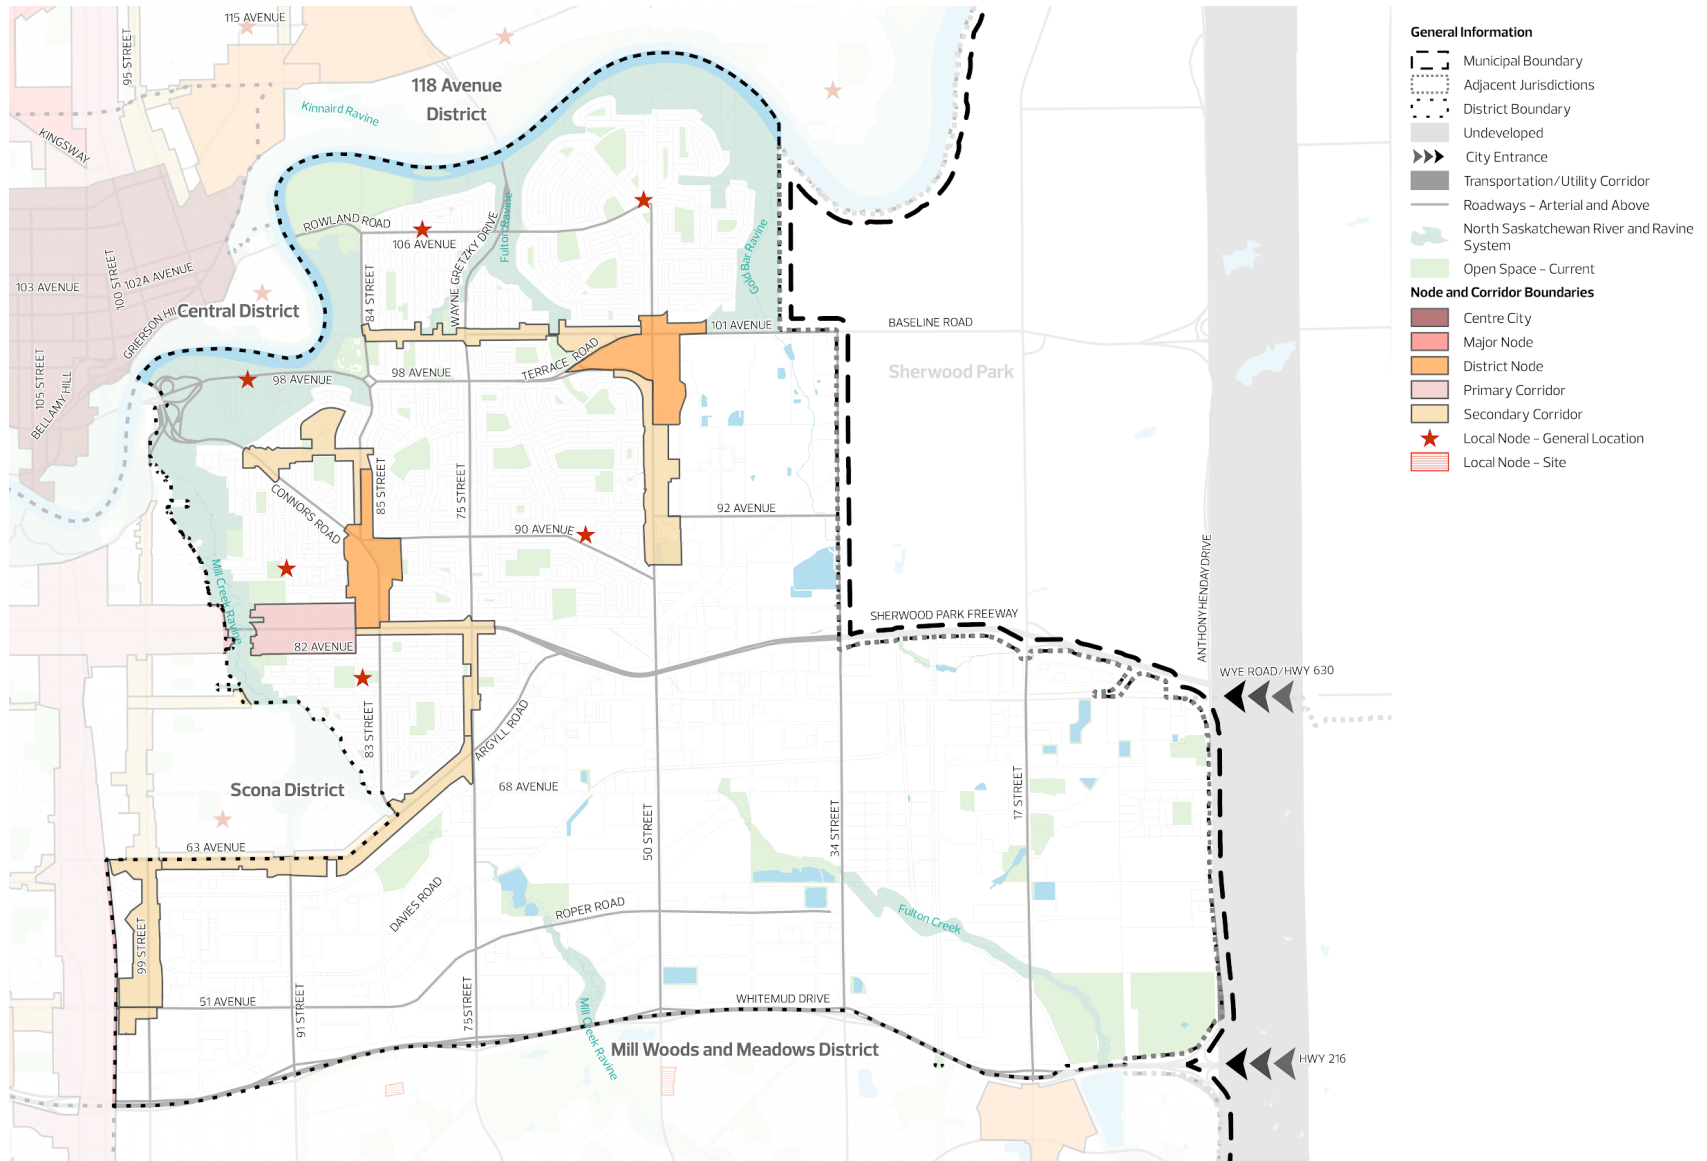 115 AVENUE
95 STREET
118 Avenue
District
Kinnaird Ravine
KINGSWAY
ROWLAND ROAD
106 AVENUE
WAYNE GRETZKY DRIVE
Fulton Ravine
Gold Bar Ravine
84 STREET
100 STREET
102A AVENUE
103 AVENUE
GRIERSON HIL
Central District
105 STREET
BELLAMY HILL
98 AVENUE
98 AVENUE
TERRACE ROAD
101 AVENUE
BASELINE ROAD
Sherwood Park
CONNORS ROAD
85 STREET
75 STREET
90 AVENUE
92 AVENUE
Mill Creek Ravine
82 AVENUE
SHERWOOD PARK FREEWAY
ANTHONY HENDAY DRIVE
WYE ROAD/HWY 630
83 STREET
ARGYLL ROAD
Scona District
68 AVENUE
50 STREET
34 STREET
17 STREET
63 AVENUE
DAVIES ROAD
ROPER ROAD
Fulton Creek
99 STREET
51 AVENUE
91 STREET
75 STREET
WHITEMUD DRIVE
Mill Creek Ravine
Mill Woods and Meadows District
HWY 216
General Information
Municipal Boundary
Adjacent Jurisdictions
District Boundary
Undeveloped
City Entrance
Transportation/Utility Corridor
Roadways – Arterial and Above
North Saskatchewan River and Ravine
System
Open Space – Current
Node and Corridor Boundaries
Centre City
Major Node
District Node
Primary Corridor
Secondary Corridor
Local Node – General Location
Local Node – Site